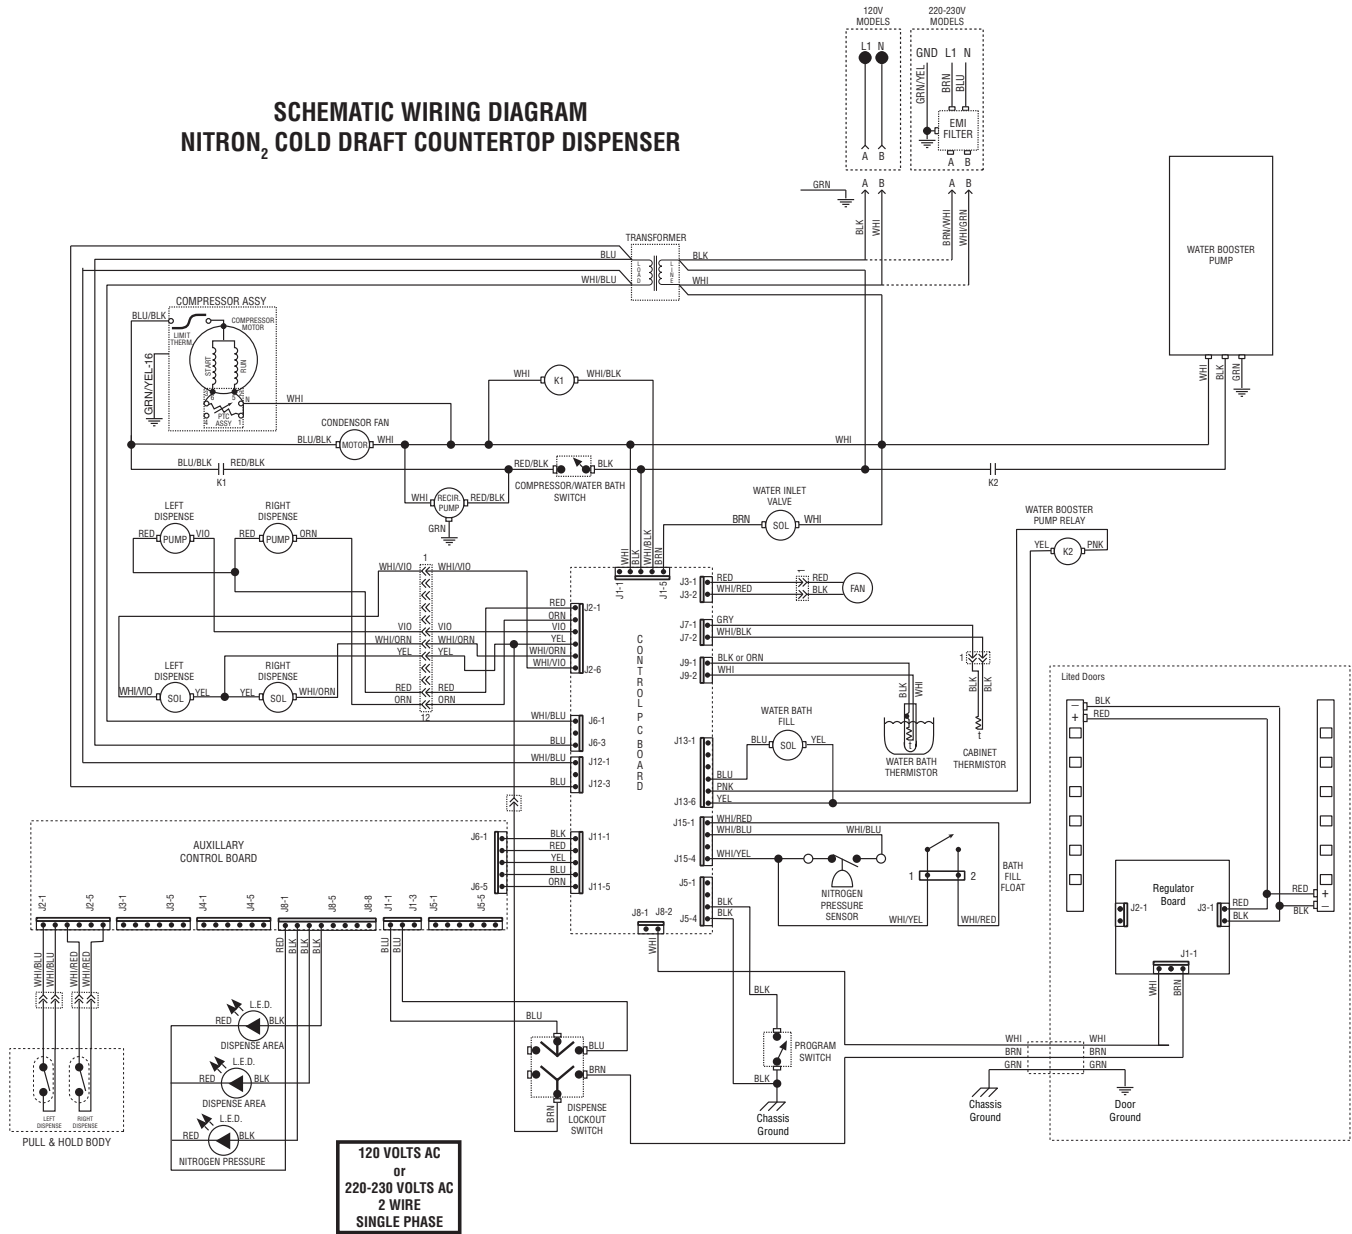 SCHEMATIC WIRING DIAGRAM
NITRON2 COLD DRAFT COUNTERTOP DISPENSER
120V
MODELS
220-230V
MODELS
L1 N
GND L1 N
GRN/YEL
BRN
BLU
EMI
FILTER
A B
A B
GRN
A B
A B
BLK
WHI
BRN/WHI
WHI/GRN
WATER BOOSTER
PUMP
WHI
BLK
GRN
TRANSFORMER
BLU
LOAD
LINE
BLK
WHI/BLU
WHI
COMPRESSOR ASSY
BLU/BLK
LIMIT
THERM.
COMPRESSOR
MOTOR
START
RUN
GRN/YEL-16
N
PTC
ASSY
4
1
WHI
WHI
K1
WHI/BLK
CONDENSOR FAN
BLU/BLK
MOTOR
WHI
WHI
BLU/BLK
RED/BLK
K1
RED/BLK
BLK
COMPRESSOR/WATER BATH
SWITCH
K2
WHI
RECIR.
PUMP
RED/BLK
GRN
WATER INLET
VALVE
BRN
SOL
WHI
WATER BOOSTER
PUMP RELAY
YEL
K2
PNK
LEFT
DISPENSE
RED
PUMP
VIO
RIGHT
DISPENSE
RED
PUMP
ORN
WHI
BLK
WHI/BLK
BRN
J1-1
J1-5
1
WHI/VIO
WHI/VIO
VIO
VIO
WHI/ORN
WHI/ORN
YEL
YEL
RED
RED
ORN
ORN
12
LEFT
DISPENSE
WHI/VIO
SOL
YEL
RIGHT
DISPENSE
YEL
SOL
WHI/ORN
RED
ORN
VIO
YEL
WHI/ORN
WHI/VIO
J2-1
J2-6
CONTROL PC BOARD
J3-1
J3-2
RED
WHI/RED
1
RED
BLK
FAN
J7-1
J7-2
GRY
WHI/BLK
1
BLK
BLK
t
CABINET
THERMISTOR
J9-1
J9-2
BLK or ORN
WHI
BLK
WHI
t
WATER BATH
THERMISTOR
WHI/BLU
J6-1
BLU
J6-3
WHI/BLU
J12-1
BLU
J12-3
WATER BATH
FILL
BLU
SOL
YEL
J13-1
BLU
PNK
J13-6
YEL
J15-1
WHI/RED
WHI/BLU
WHI/BLU
J15-4
WHI/YEL
NITROGEN
PRESSURE
SENSOR
1
2
BATH
FILL
FLOAT
WHI/YEL
WHI/RED
J5-1
BLK
J5-4
BLK
J8-1
J8-2
WHI
AUXILLARY
CONTROL BOARD
J6-1
J6-5
BLK
RED
YEL
BLU
ORN
J11-1
J11-5
J2-1
J2-5
J3-1
J3-5
J4-1
J4-5
J8-1
J8-5
J8-8
J1-1
J1-3
J5-1
J5-5
WHI/BLU
WHI/BLU
WHI/RED
WHI/RED
RED
BLK
BLK
BLK
BLU
BLU
L.E.D.
RED
BLK
DISPENSE AREA
L.E.D.
RED
BLK
DISPENSE AREA
L.E.D.
RED
BLK
NITROGEN PRESSURE
LEFT
DISPENSE
RIGHT
DISPENSE
PULL & HOLD BODY
BLU
BLU
BRN
BRN
DISPENSE
LOCKOUT
SWITCH
BLK
PROGRAM
SWITCH
BLK
Chassis
Ground
Lited Doors
–
+
BLK
RED
Regulator
Board
J2-1
J3-1
RED
BLK
RED
BLK
+
–
J1-1
WHI
BRN
WHI
WHI
BRN
BRN
GRN
GRN
Chassis
Ground
Door
Ground
120 VOLTS AC
or
220-230 VOLTS AC
2 WIRE
SINGLE PHASE